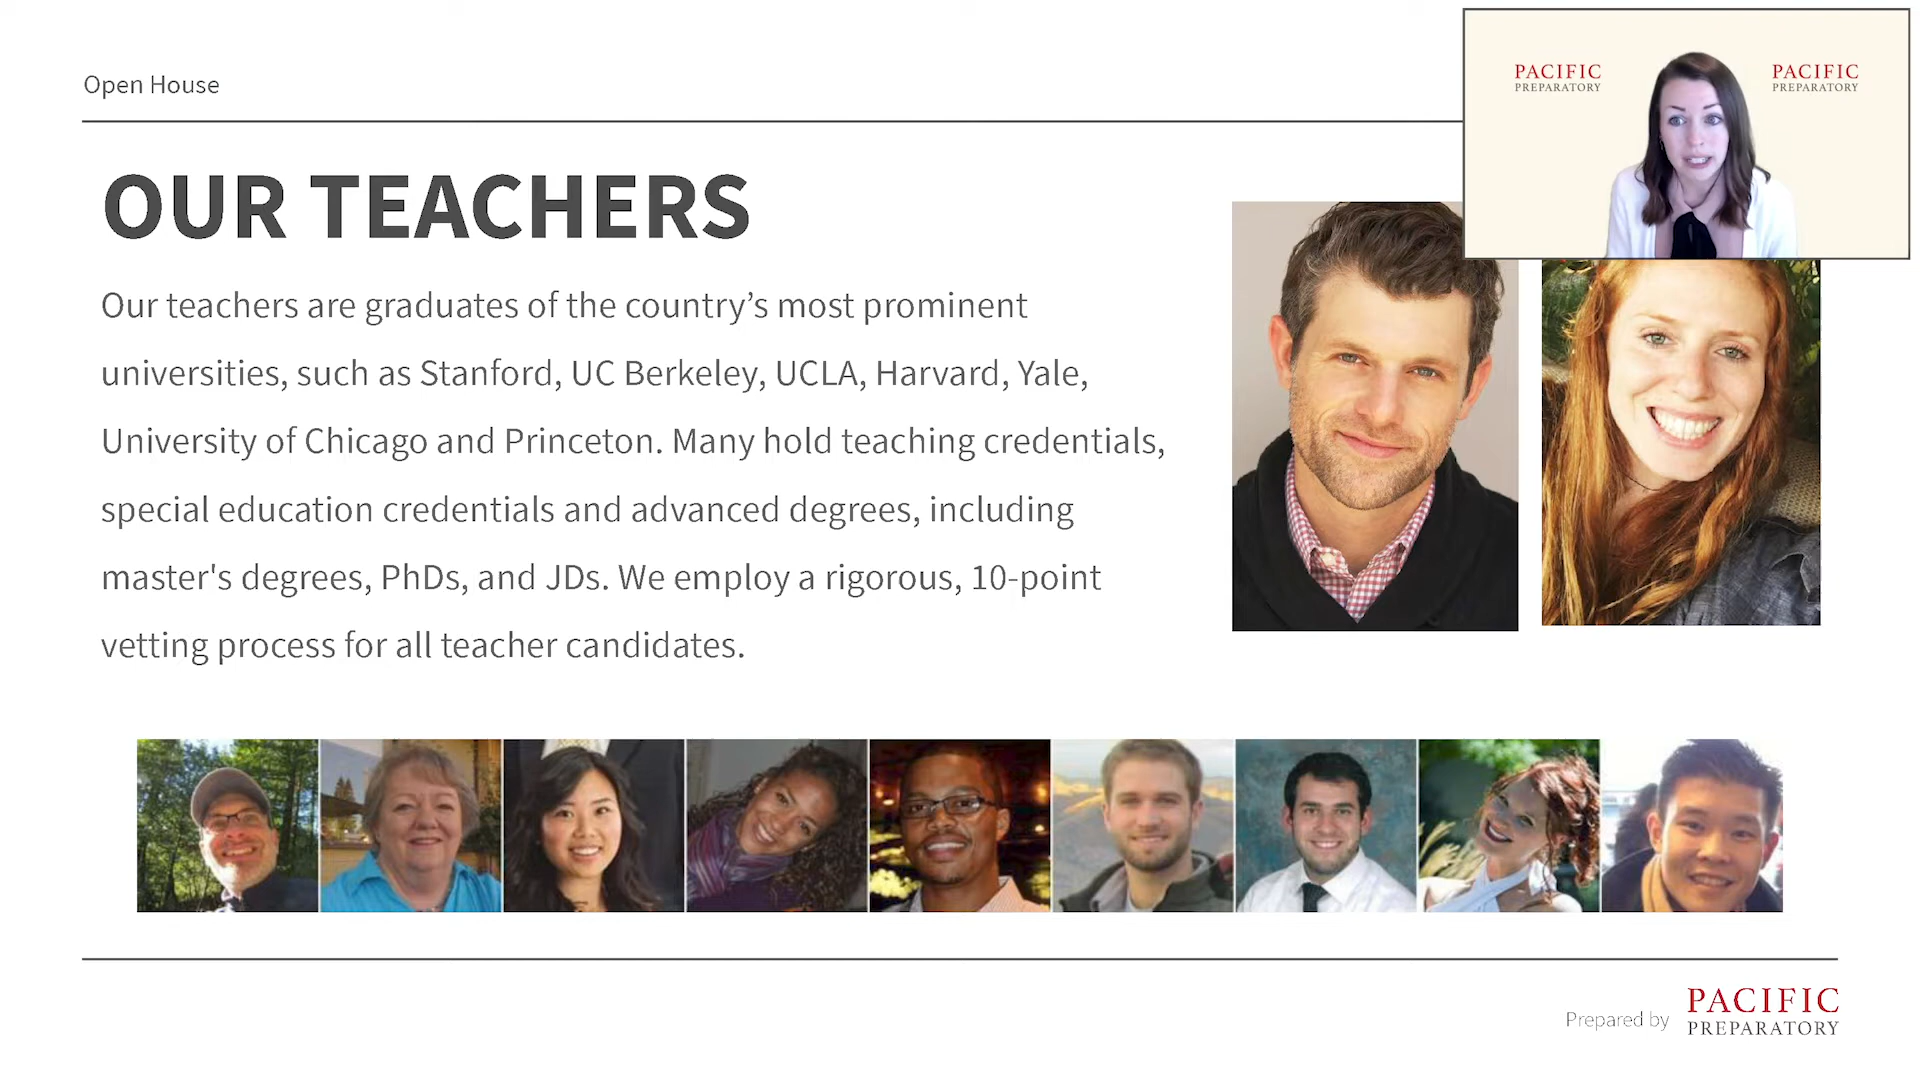 Open House
PACIFIC
PREPARATORY
PACIFIC
PREPARATORY
OUR TEACHERS
Our teachers are graduates of the country’s most prominent
universities, such as Stanford, UC Berkeley, UCLA, Harvard, Yale,
University of Chicago and Princeton. Many hold teaching credentials,
special education credentials and advanced degrees, including
master's degrees, PhDs, and JDs. We employ a rigorous, 10-point
vetting process for all teacher candidates.
Prepared by
PACIFIC
PREPARATORY